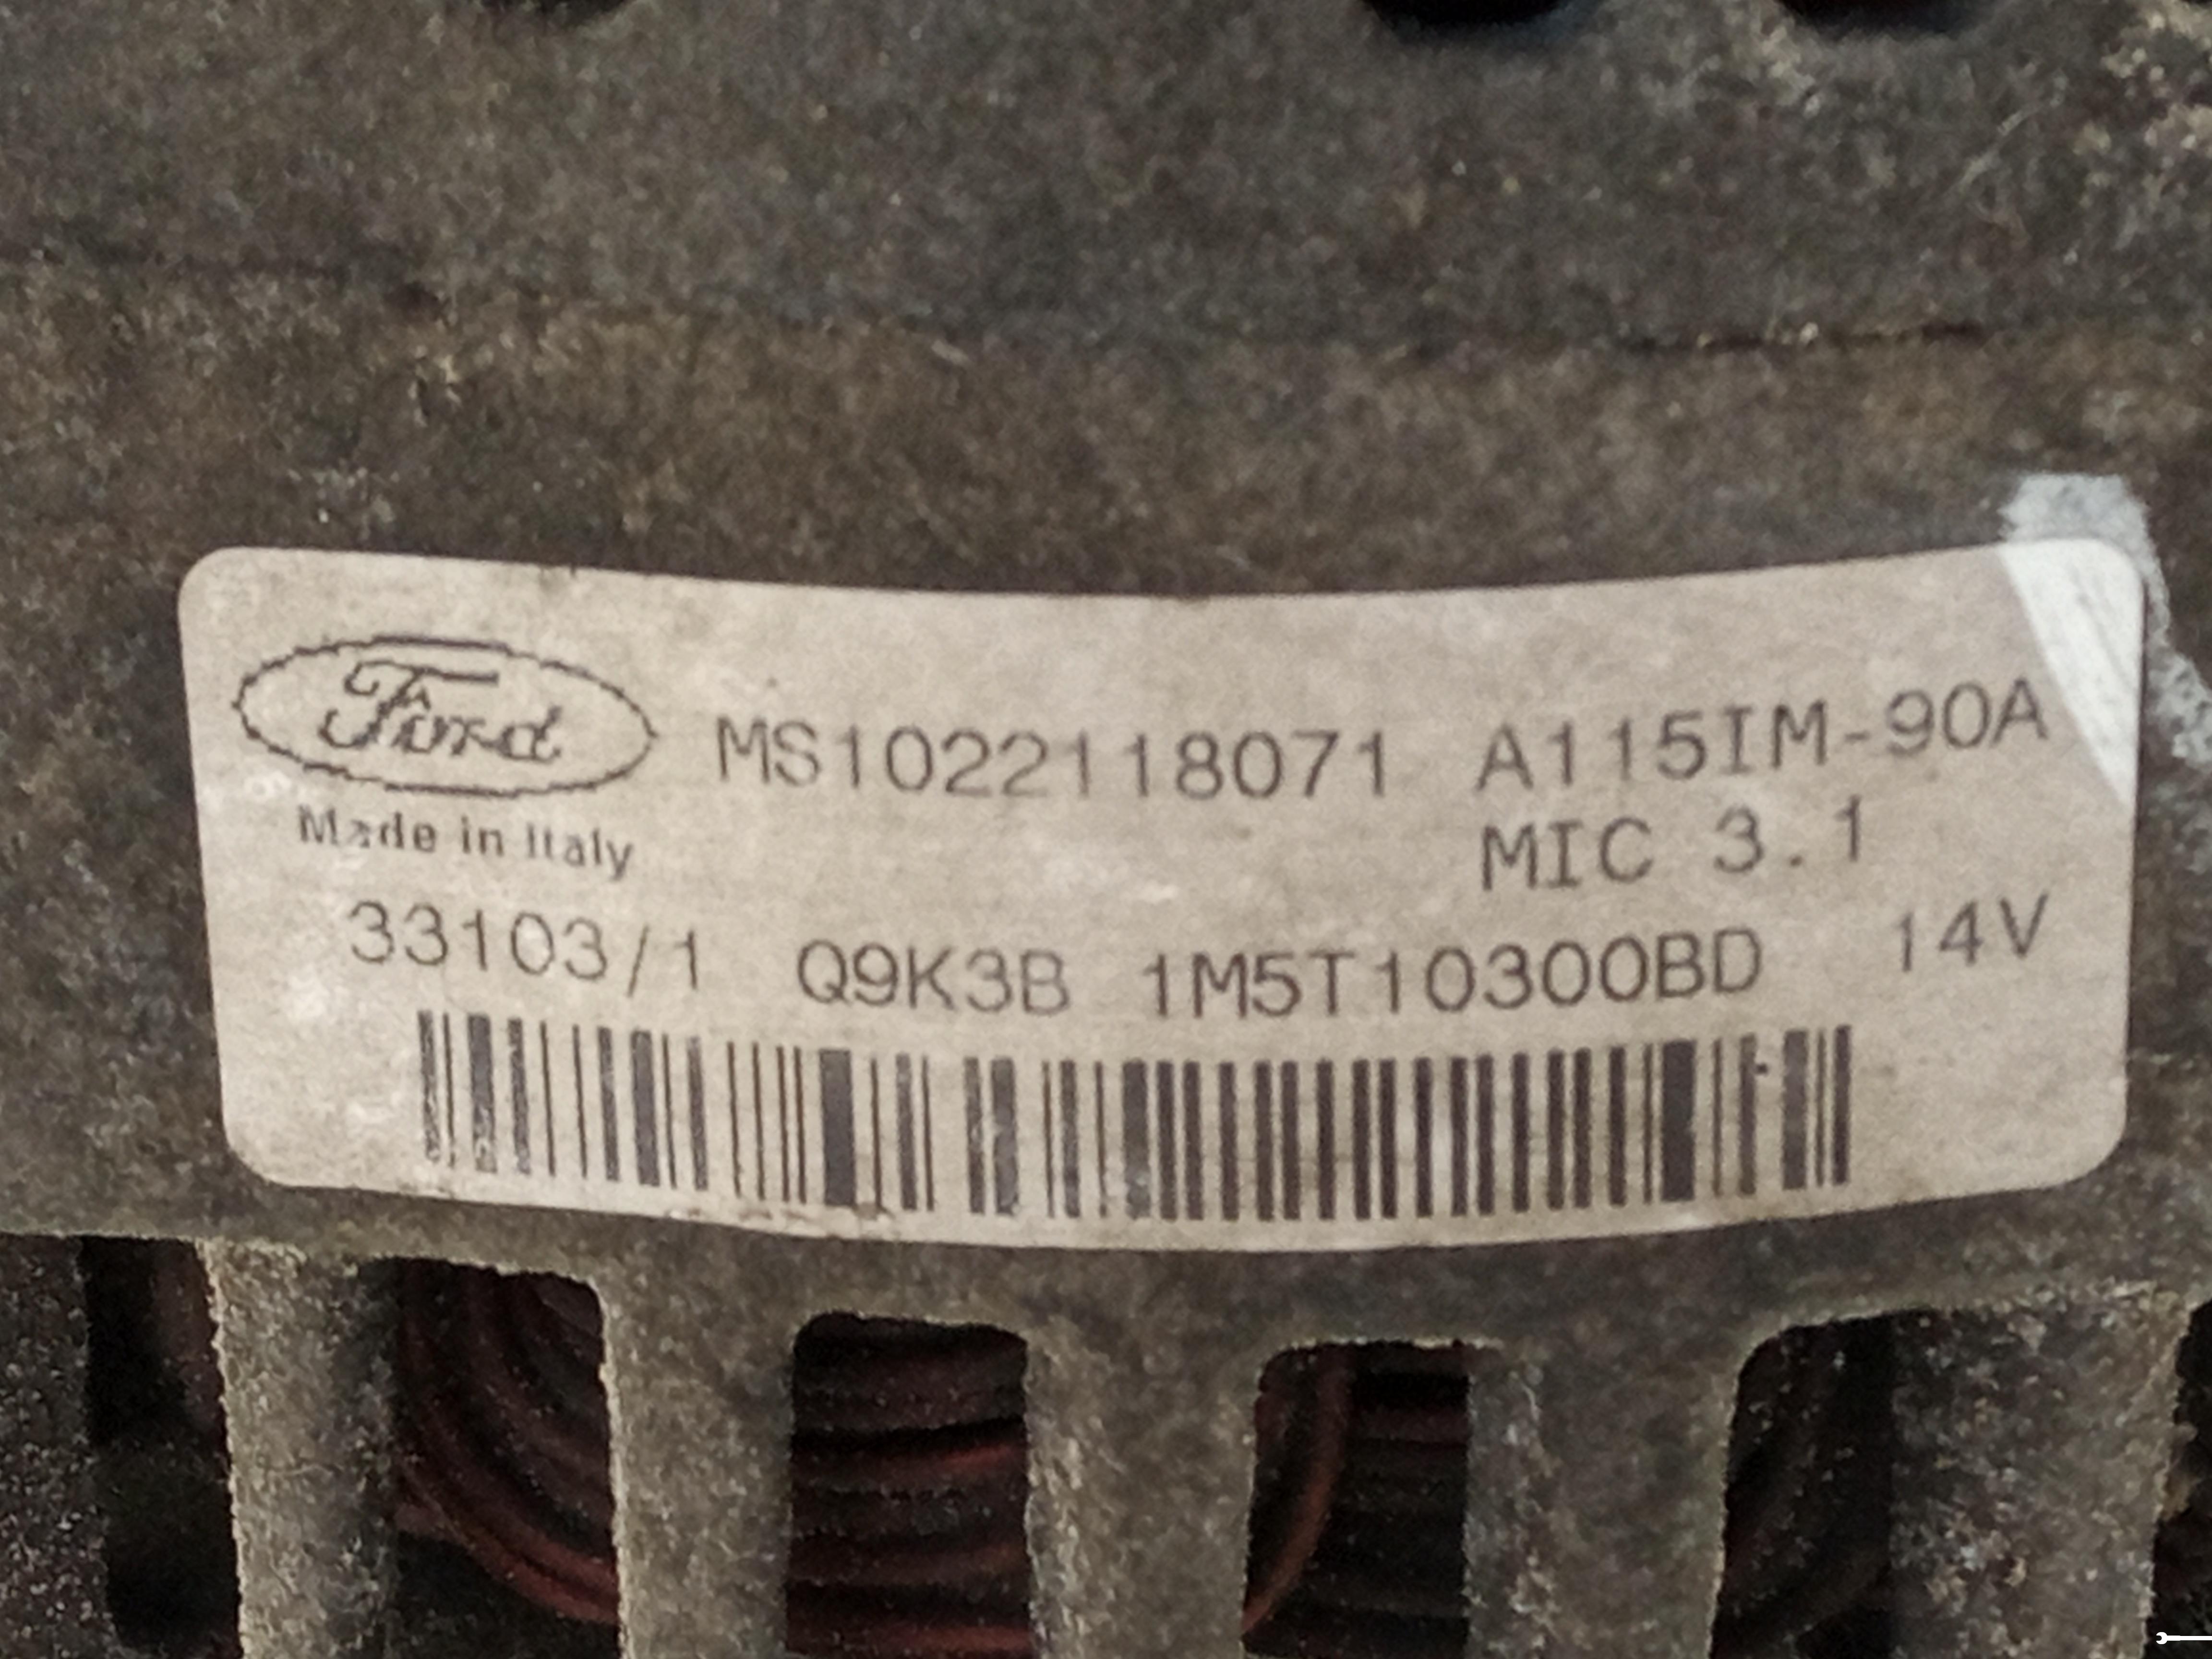 Ford MS1022118071 A115IM-90A
Made in Italy MIC 3.1
33103/1 Q9K3B 1M5T10300BD 14V